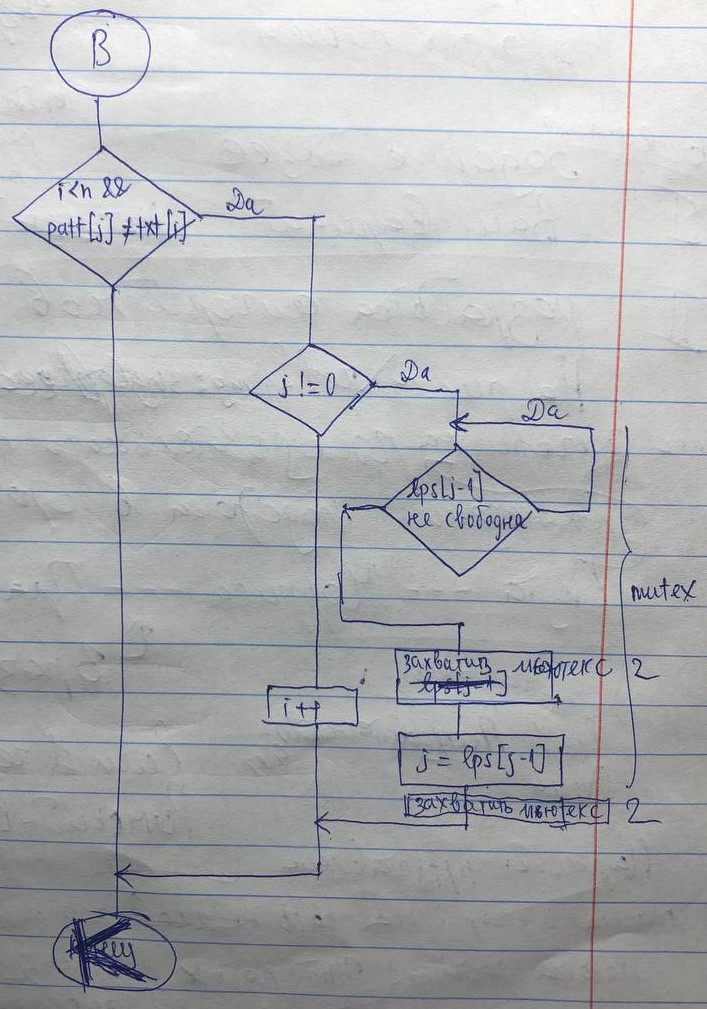 B
i<n &&
patt[j] ≠ txt[i]
Да
j != 0
Да
Да
lps[j-1]
не свободна
mutex
захватить мьютекс 2
lps[j-1]
i++
j = lps[j-1]
захватить мьютекс 2
К